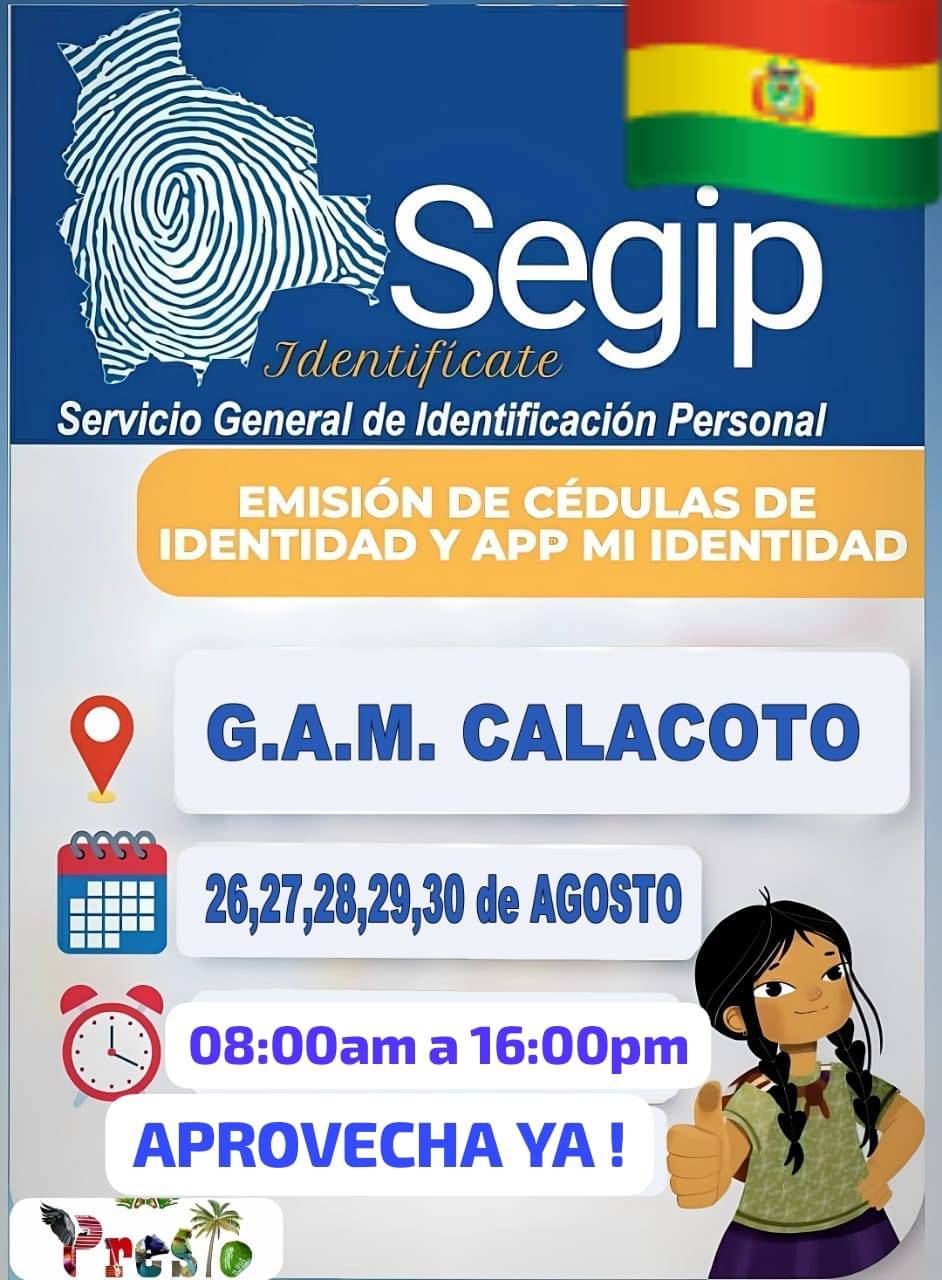 Segip
Identifícate
Servicio General de Identificación Personal
EMISIÓN DE CÉDULAS DE
IDENTIDAD Y APP MI IDENTIDAD
G.A.M. CALACOTO
26,27,28,29,30 de AGOSTO
08:00am a 16:00pm
APROVECHA YA !
Presto